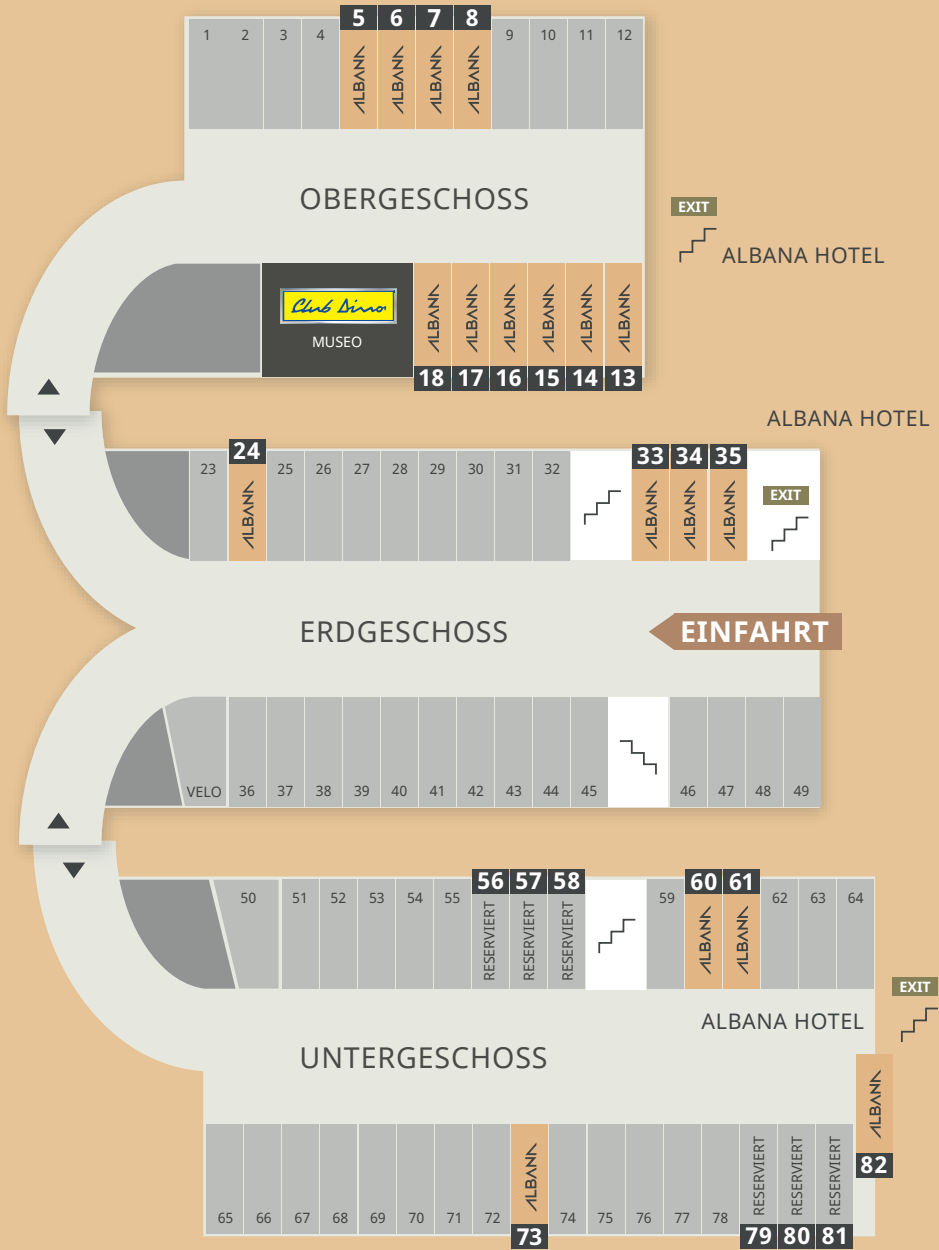 1 2 3 4 5 6 7 8 9 10 11 12
ALBANA ALBANA ALBANA ALBANA
OBERGESCHOSS
EXIT
ALBANA HOTEL
Club Dino
MUSEO
ALBANA ALBANA ALBANA ALBANA ALBANA ALBANA
18 17 16 15 14 13
ALBANA HOTEL
23 24 25 26 27 28 29 30 31 32 33 34 35
ALBANA ALBANA ALBANA ALBANA
EXIT
ERDGESCHOSS
EINFAHRT
VELO 36 37 38 39 40 41 42 43 44 45 46 47 48 49
50 51 52 53 54 55 56 57 58 59 60 61 62 63 64
RESERVIERT RESERVIERT RESERVIERT ALBANA ALBANA
EXIT
ALBANA HOTEL
UNTERGESCHOSS
ALBANA
82
ALBANA RESERVIERT RESERVIERT RESERVIERT
65 66 67 68 69 70 71 72 73 74 75 76 77 78 79 80 81